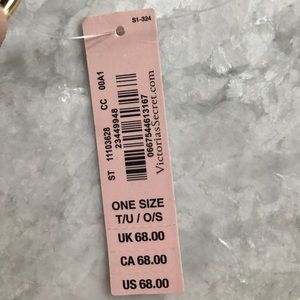 S1-324
ST 11103628 CC 00A1
23449948
0667544613167
VictoriasSecret.com
ONE SIZE
T/U / O/S
UK 68.00
CA 68.00
US 68.00